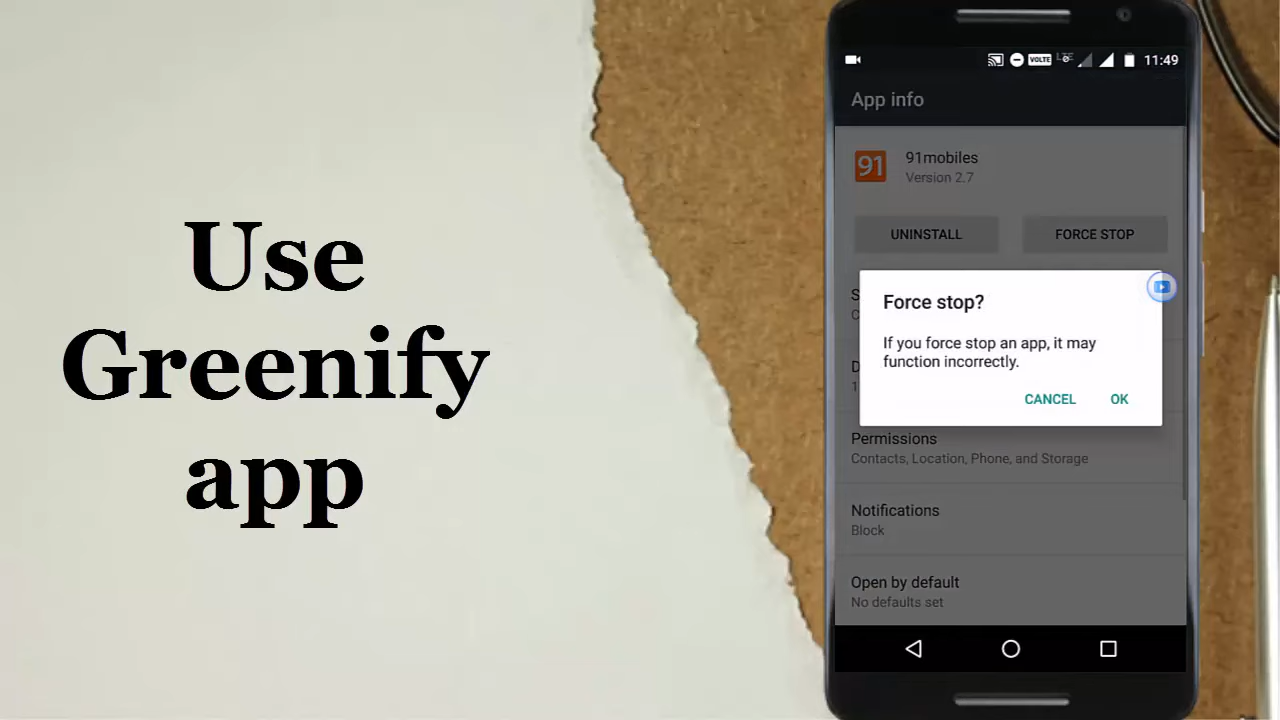 Use
Greenify
app
VOLTE LTE 11:49
App info
91
91mobiles
Version 2.7
UNINSTALL FORCE STOP
Force stop?
If you force stop an app, it may
function incorrectly.
CANCEL OK
Permissions
Contacts, Location, Phone, and Storage
Notifications
Block
Open by default
No defaults set